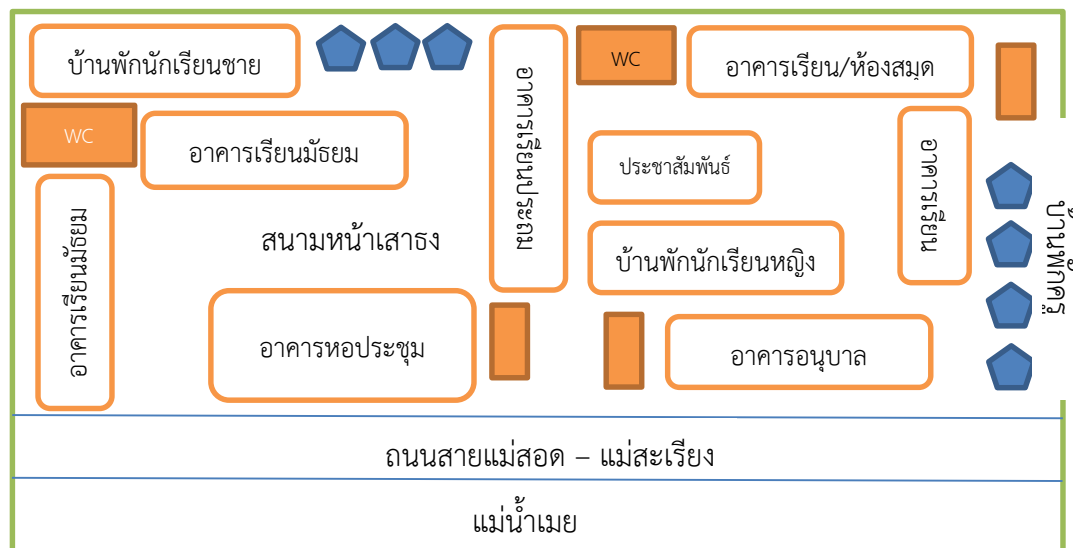 บ้านพักนักเรียนชาย
WC
อาคารเรียน/ห้องสมุด
WC
อาคารเรียนมัธยม
อาคารเรียนประถม
ประชาสัมพันธ์
อาคารเรียน
บ้านพักครู
อาคารเรียนมัธยม
สนามหน้าเสาธง
บ้านพักนักเรียนหญิง
อาคารหอประชุม
อาคารอนุบาล
ถนนสายแม่สอด – แม่สะเรียง
แม่น้ำเมย